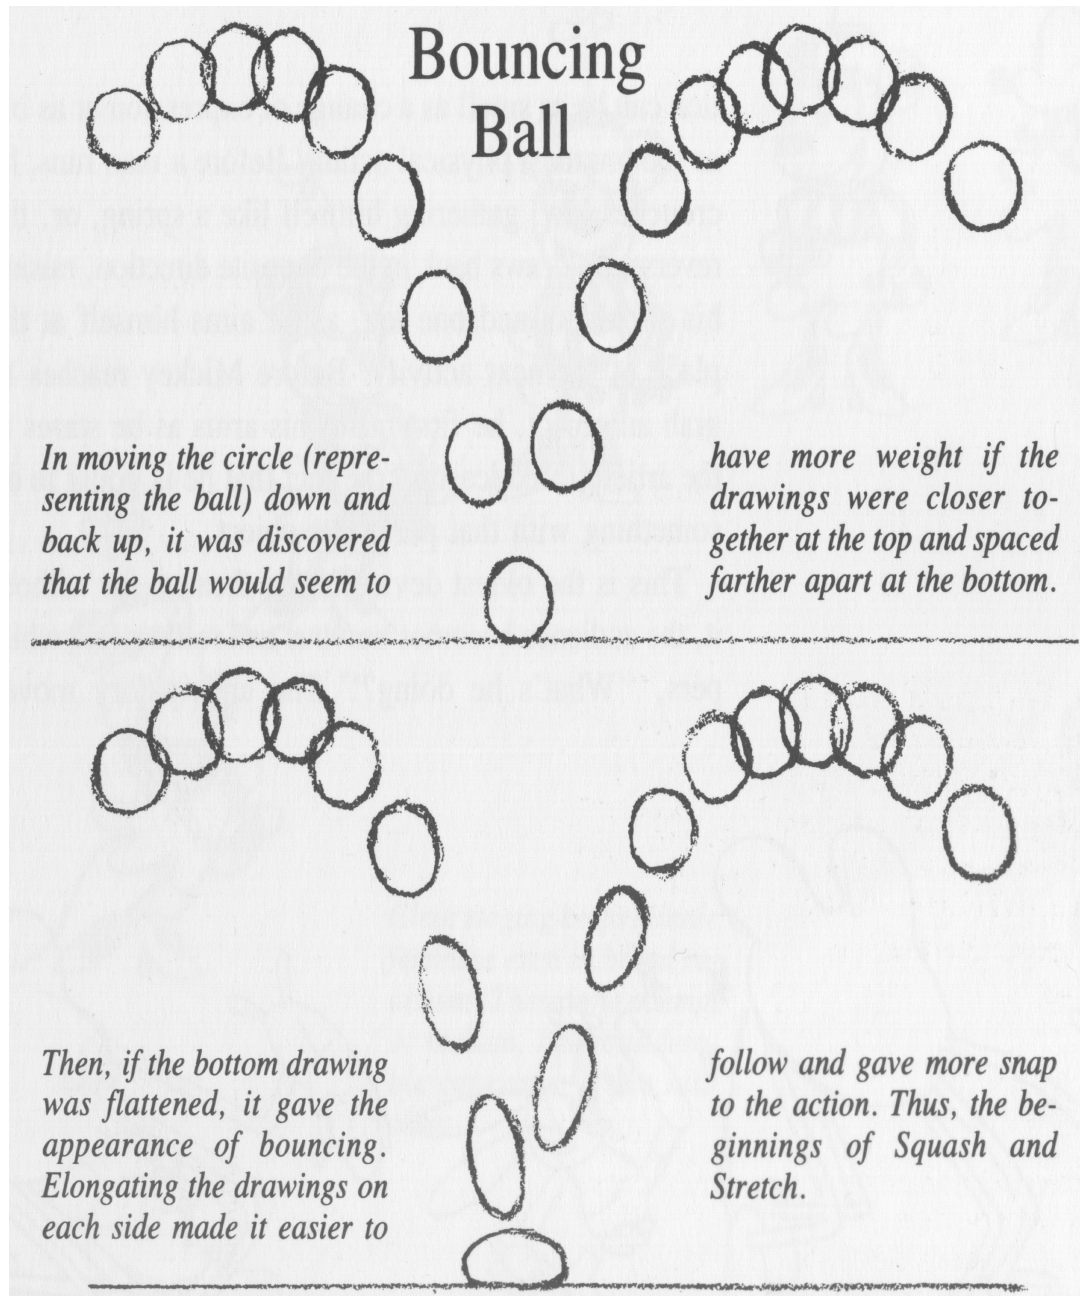 Bouncing
Ball
In moving the circle (repre-
senting the ball) down and
back up, it was discovered
that the ball would seem to
have more weight if the
drawings were closer to-
gether at the top and spaced
farther apart at the bottom.
Then, if the bottom drawing
was flattened, it gave the
appearance of bouncing.
Elongating the drawings on
each side made it easier to
follow and gave more snap
to the action. Thus, the be-
ginnings of Squash and
Stretch.